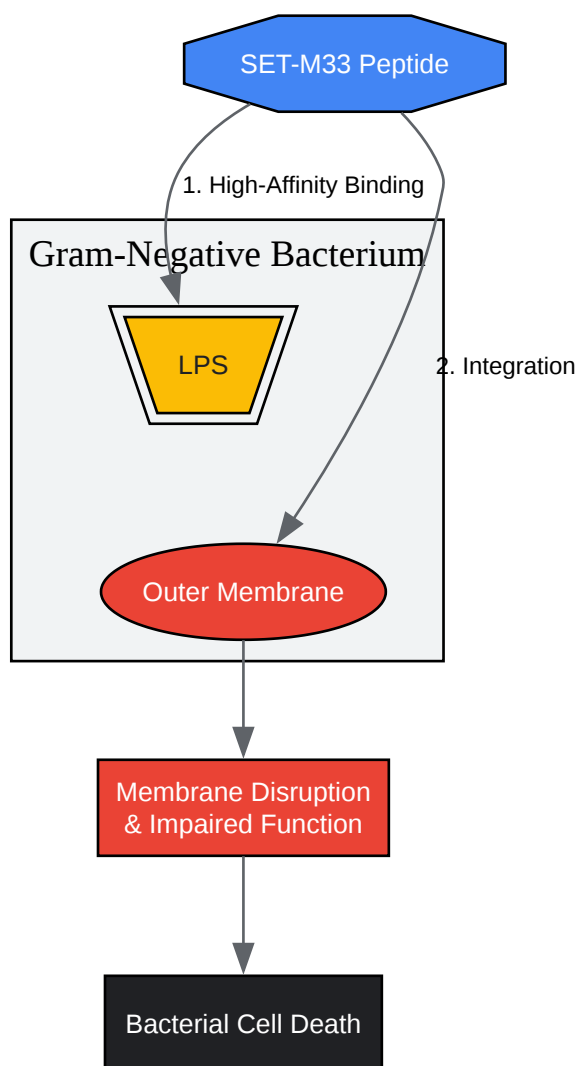 SET-M33 Peptide
1. High-Affinity Binding
Gram-Negative Bacterium
LPS
2. Integration
Outer Membrane
Membrane Disruption
& Impaired Function
Bacterial Cell Death